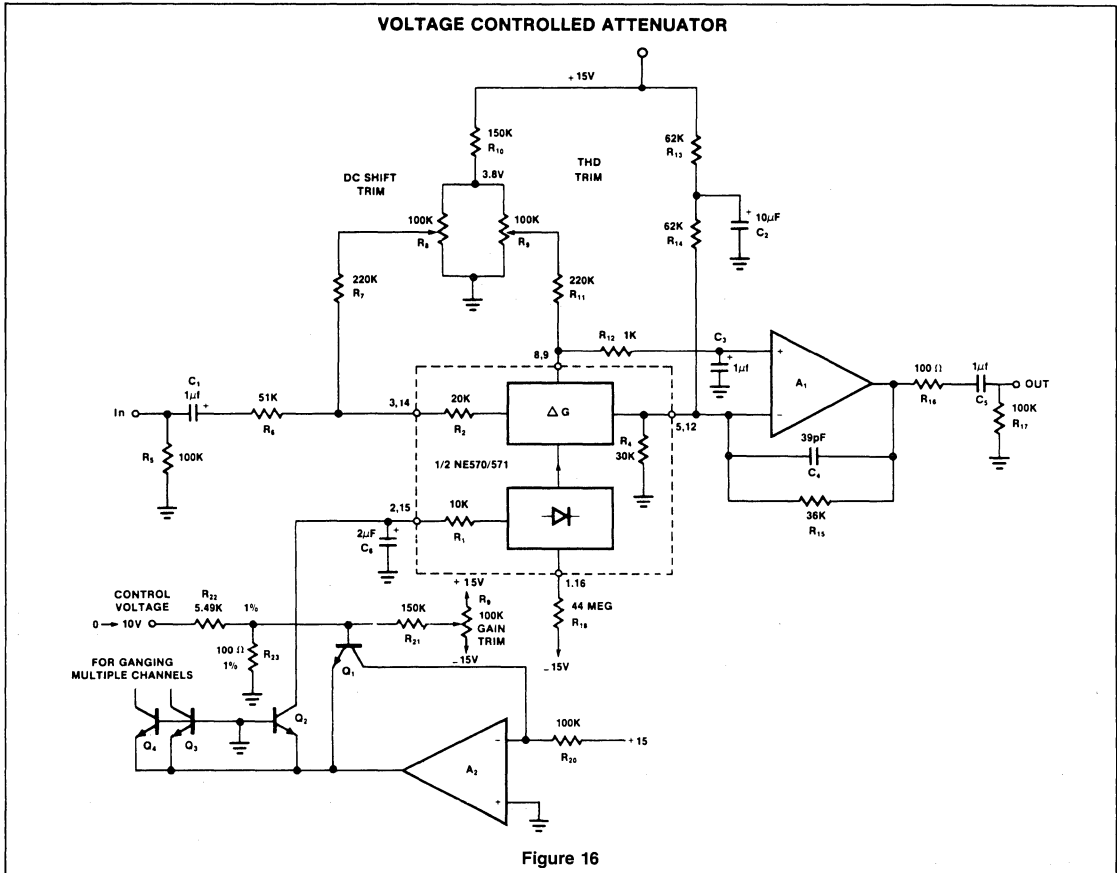 VOLTAGE CONTROLLED ATTENUATOR
+ 15V
150K
R10
3.8V
DC SHIFT
TRIM
THD
TRIM
62K
R13
100K
R8
100K
R9
62K
R14
10µF
C2
+
220K
R7
220K
R11
R12 1K
8,9
C3
+
1µf
+
A1
−
100 Ω
R16
1µf
C5
+
OUT
100K
R17
In
C1
1µf
+
51K
R6
3,14
20K
R2
ΔG
R4
30K
5,12
R5
100K
39pF
C4
36K
R15
1/2 NE570/571
2,15
10K
R1
2µF
C6
+
1.16
44 MEG
R18
− 15V
CONTROL
VOLTAGE
0 → 10V
R22
5.49K
1%
100 Ω
1%
R23
150K
R21
+ 15V
R9
100K
GAIN
TRIM
− 15V
FOR GANGING
MULTIPLE CHANNELS
Q1
Q4
Q3
Q2
A2
−
+
100K
R20
+15
Figure 16